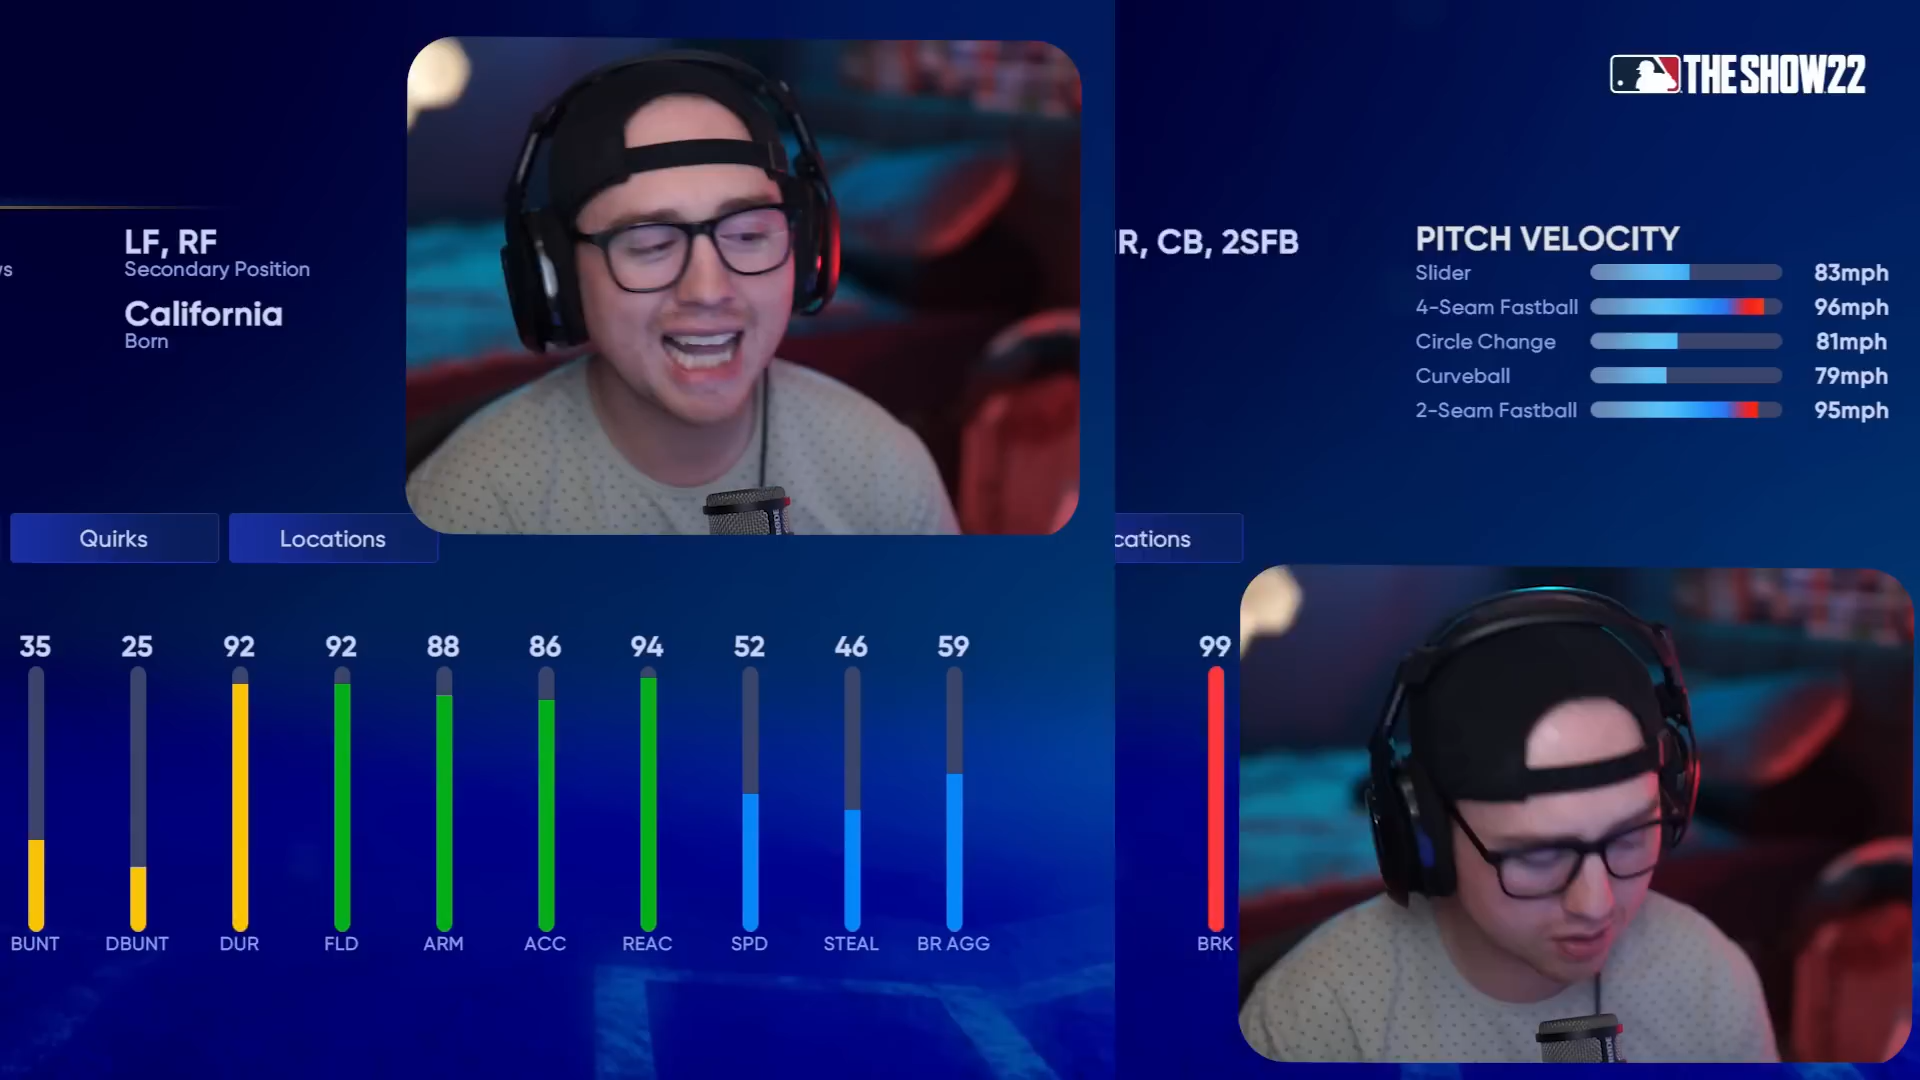 THE SHOW 22
LF, RF
Secondary Position
California
Born
R, CB, 2SFB
PITCH VELOCITY
Slider 83mph
4-Seam Fastball 96mph
Circle Change 81mph
Curveball 79mph
2-Seam Fastball 95mph
Quirks
Locations
cations
35 25 92 92 88 86 94 52 46 59 99
BUNT DBUNT DUR FLD ARM ACC REAC SPD STEAL BR AGG BRK